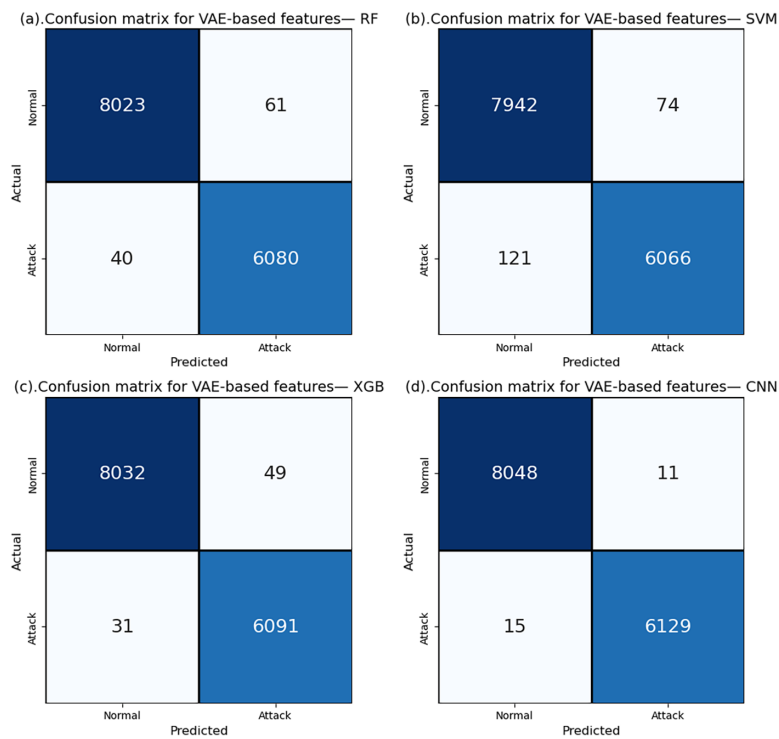 (a).Confusion matrix for VAE-based features— RF
Normal
8023
61
Actual
Attack
40
6080
Normal
Attack
Predicted
(b).Confusion matrix for VAE-based features— SVM
Normal
7942
74
Actual
Attack
121
6066
Normal
Attack
Predicted
(c).Confusion matrix for VAE-based features— XGB
Normal
8032
49
Actual
Attack
31
6091
Normal
Attack
Predicted
(d).Confusion matrix for VAE-based features— CNN
Normal
8048
11
Actual
Attack
15
6129
Normal
Attack
Predicted